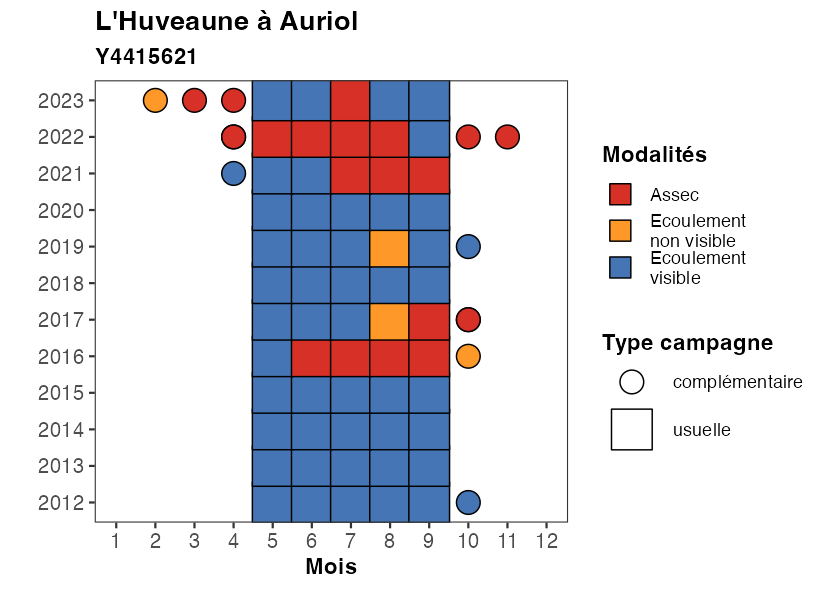 L'Huveaune à Auriol
Y4415621
2023
2022
2021
2020
2019
2018
2017
2016
2015
2014
2013
2012
1 2 3 4 5 6 7 8 9 10 11 12
Mois
Modalités
Assec
Ecoulement
non visible
Ecoulement
visible
Type campagne
complémentaire
usuelle